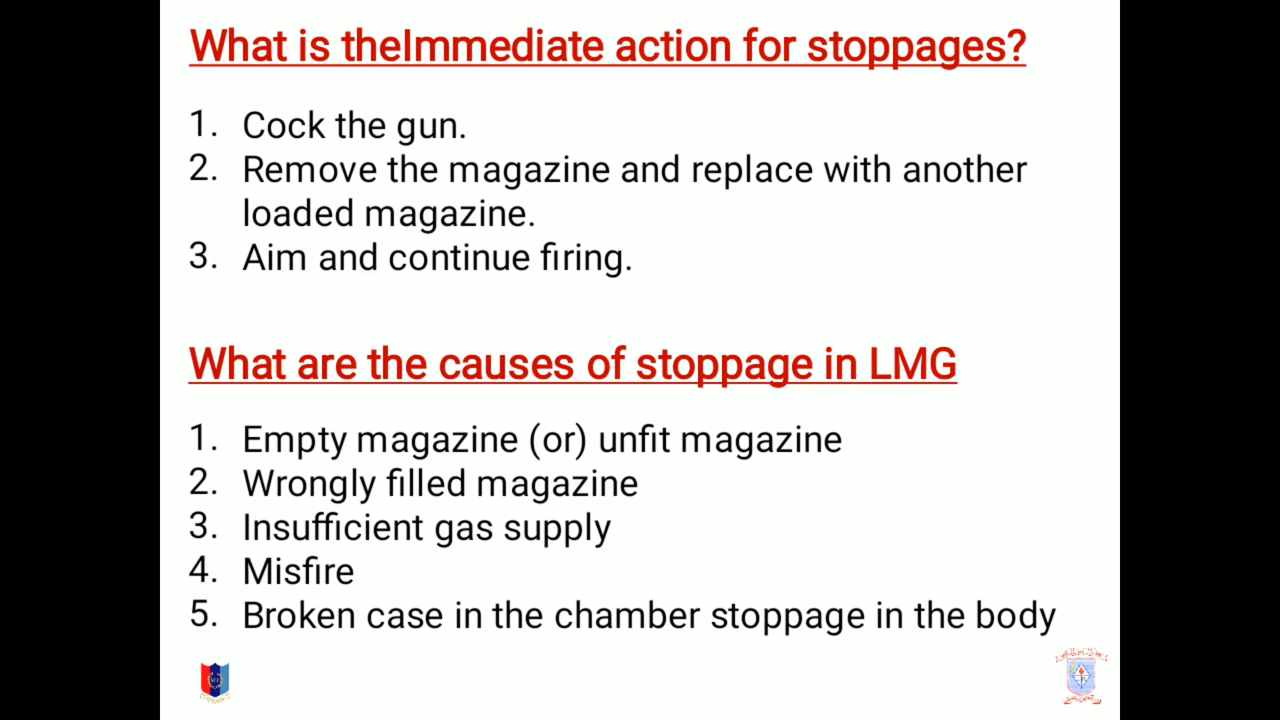 What is theImmediate action for stoppages?
1. Cock the gun.
2. Remove the magazine and replace with another
loaded magazine.
3. Aim and continue firing.
What are the causes of stoppage in LMG
1. Empty magazine (or) unfit magazine
2. Wrongly filled magazine
3. Insufficient gas supply
4. Misfire
5. Broken case in the chamber stoppage in the body